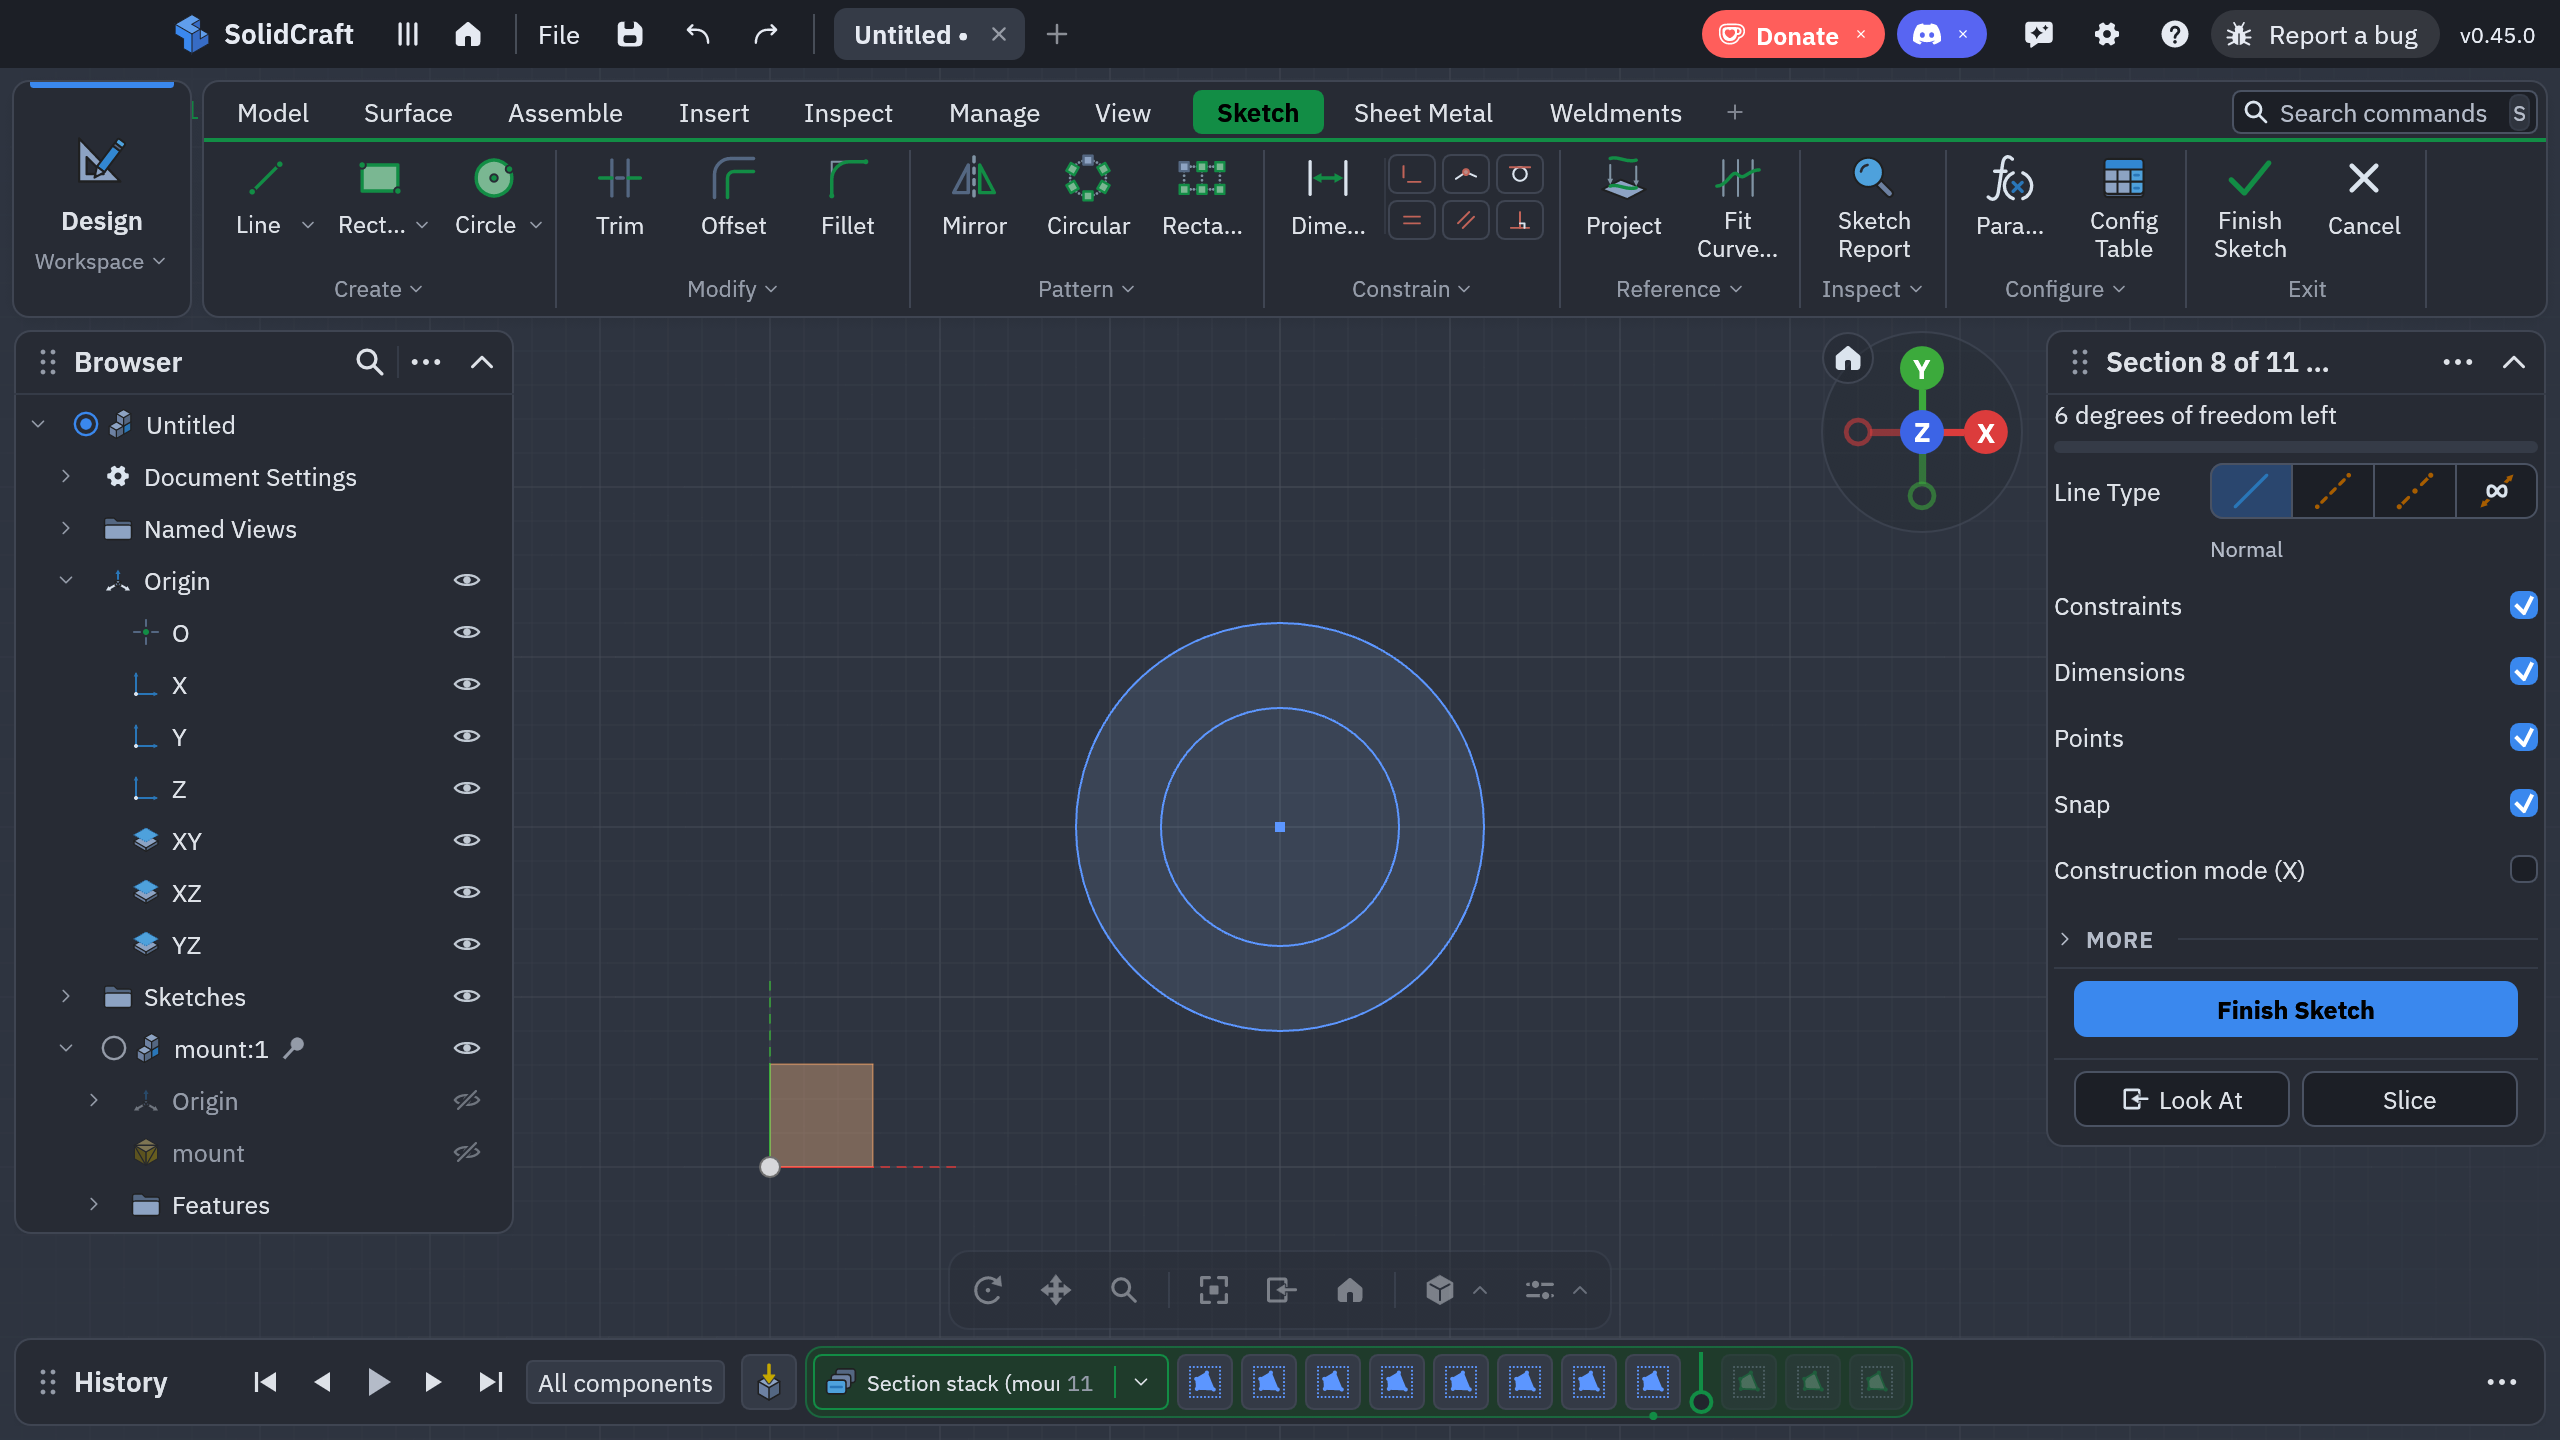 SolidCraft
File
Untitled •
Donate
Report a bug
v0.45.0
Design
Workspace
Model
Surface
Assemble
Insert
Inspect
Manage
View
Sketch
Sheet Metal
Weldments
Search commands
S
Line
Rect...
Circle
Create
Trim
Offset
Fillet
Modify
Mirror
Circular
Recta...
Pattern
Dime...
Constrain
Project
Fit
Curve...
Reference
Sketch
Report
Inspect
Para...
Config
Table
Configure
Finish
Sketch
Cancel
Exit
Browser
Untitled
Document Settings
Named Views
Origin
O
X
Y
Z
XY
XZ
YZ
Sketches
mount:1
Origin
mount
Features
Y
Z
X
Section 8 of 11 ...
6 degrees of freedom left
Line Type
Normal
Constraints
Dimensions
Points
Snap
Construction mode (X)
MORE
Finish Sketch
Look At
Slice
History
All components
Section stack (mou 11